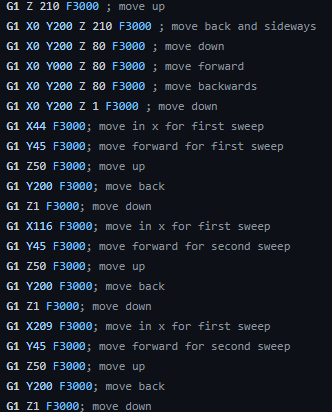 G1 Z 210 F3000 ; move up
G1 X0 Y200 Z 210 F3000 ; move back and sideways
G1 X0 Y200 Z 80 F3000 ; move down
G1 X0 Y000 Z 80 F3000 ; move forward
G1 X0 Y200 Z 80 F3000 ; move backwards
G1 X0 Y200 Z 1 F3000 ; move down
G1 X44 F3000; move in x for first sweep
G1 Y45 F3000; move forward for first sweep
G1 Z50 F3000; move up
G1 Y200 F3000; move back
G1 Z1 F3000; move down
G1 X116 F3000; move in x for first sweep
G1 Y45 F3000; move forward for second sweep
G1 Z50 F3000; move up
G1 Y200 F3000; move back
G1 Z1 F3000; move down
G1 X209 F3000; move in x for first sweep
G1 Y45 F3000; move forward for second sweep
G1 Z50 F3000; move up
G1 Y200 F3000; move back
G1 Z1 F3000; move down